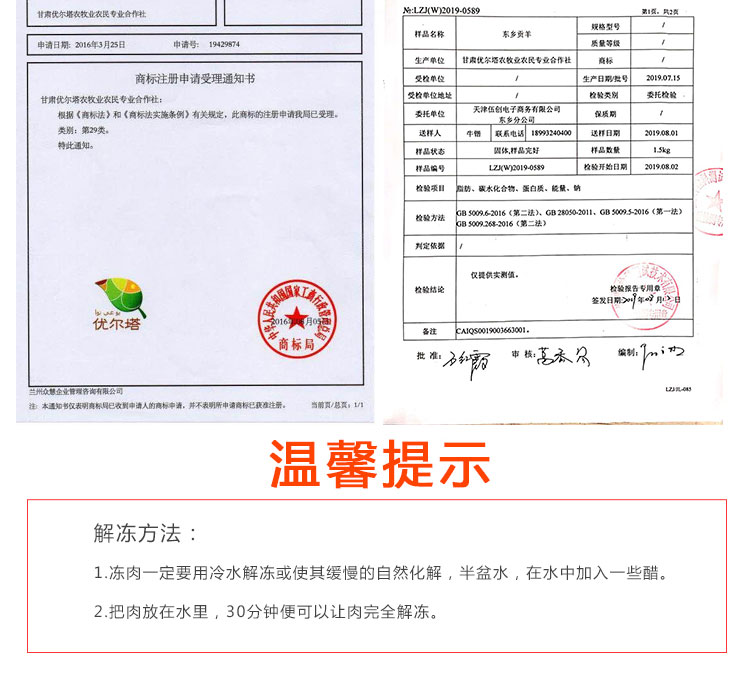 甘肃优尔塔农牧业农民专业合作社
申请日期: 2016年3月25日 申请号: 19429874
商标注册申请受理通知书
甘肃优尔塔农牧业农民专业合作社:
根据《商标法》和《商标法实施条例》有关规定，此商标的注册申请我局已受理。
类别: 第29类。
特此通知。
优尔塔
中华人民共和国国家工商行政管理总局
商标局
兰州众慧企业管理咨询有限公司
注: 本通知书仅表明商标局已收到申请人的商标申请，并不表明所申请商标已获准注册。 当前页/总页: 1/1
№:LZJ(W)2019-0589 第1页，共2页
样品名称 东乡贡羊 规格型号 /
质量等级 /
生产单位 甘肃优尔塔农牧业农民专业合作社 商标 /
受检单位 / 生产日期/批号 2019.07.15
受检单位地址 / 检验类别 委托检验
委托单位 天津伍创电子商务有限公司
东乡分公司 保质期 /
送样人 牛锴 联系电话 18993240400 送样日期 2019.08.01
样品状态 固体,样品完好 样品数量 1.5kg
样品编号 LZJ(W)2019-0589 检验开始日期 2019.08.02
检验项目 脂肪、碳水化合物、蛋白质、能量、钠
检验方法 GB 5009.6-2016（第二法）、GB 28050-2011、GB 5009.5-2016（第一法）
GB 5009.268-2016（第二法）
判定依据 /
检验结论 仅提供实测值。
检验报告专用章
签发日期
备注 CAIQS0019003663001.
批 准: 审 核: 编制:
LZJ/JL-085
温馨提示
解冻方法：
1.冻肉一定要用冷水解冻或使其缓慢的自然化解，半盆水，在水中加入一些醋。
2.把肉放在水里，30分钟便可以让肉完全解冻。